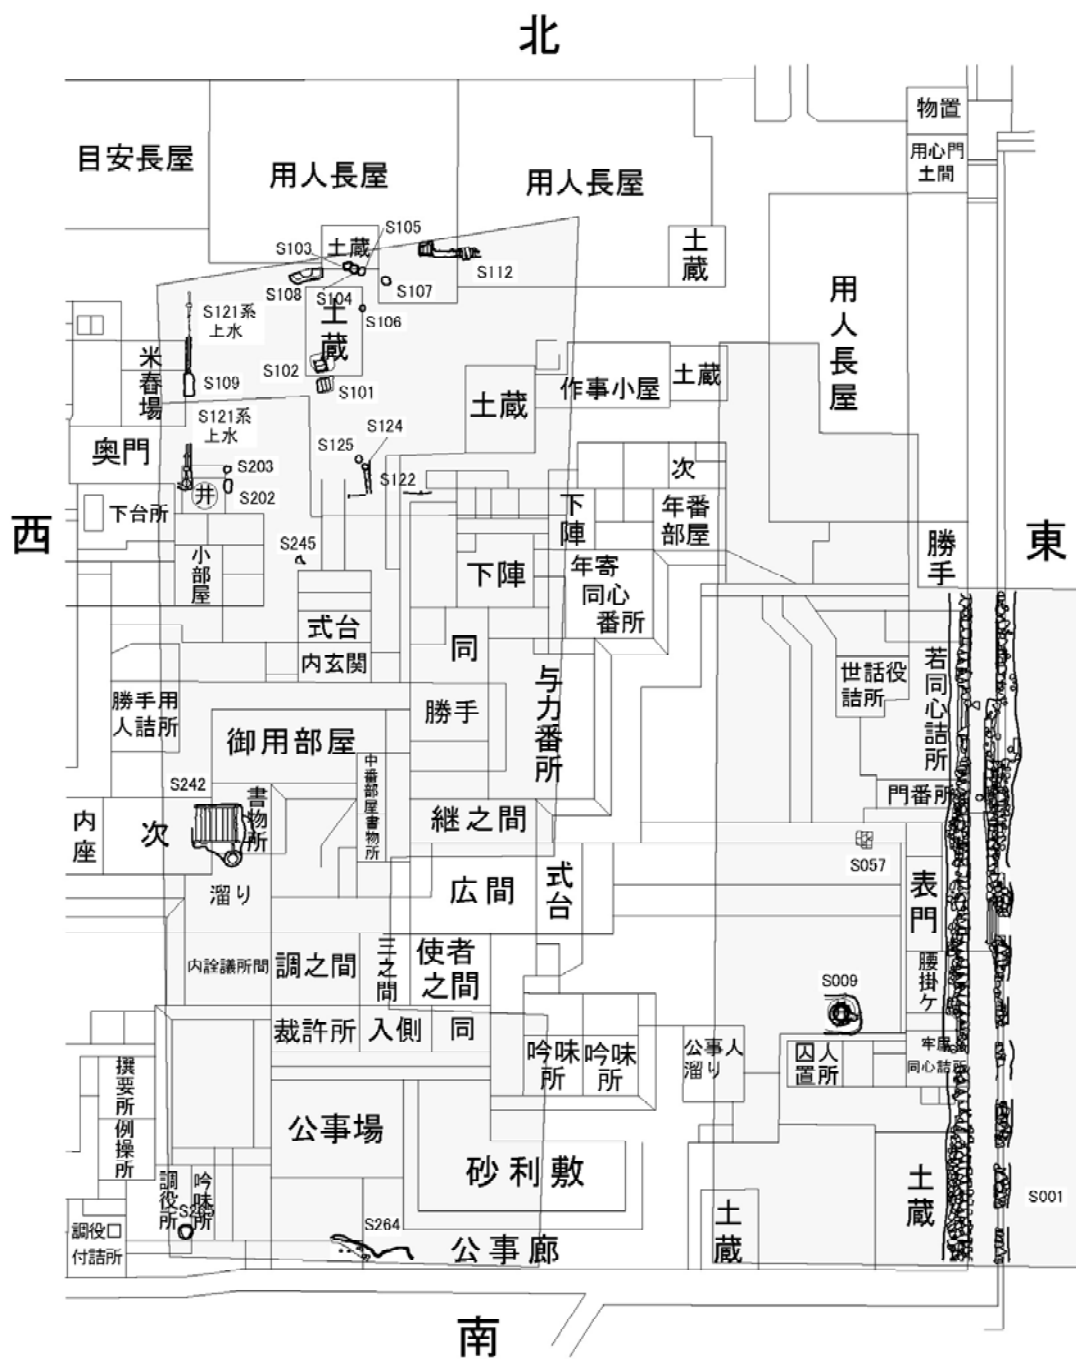 北
物置
用心門
土間
目安長屋
用人長屋
用人長屋
S105
S103
土蔵
土蔵
S112
S108
S104
S107
用人長屋
S121系
上水
土蔵
S106
米舂場
S102
S109
S101
作事小屋
土蔵
土蔵
S121系
上水
S124
奥門
S125
S203
S122
次
井
S202
下台所
下陣
年番
部屋
西
東
勝手
S245
小部屋
下陣
年寄
同心
番所
式台
内玄関
同
与力番所
世話役
詰所
若同心詰所
勝手用
人詰所
勝手
御用部屋
中番部屋書物所
S242
門番所
書物所
内座
次
継之間
S057
溜り
広間
式台
表門
内詮議所間
調之間
三之間
使者
之間
腰掛ケ
S009
裁許所
入側
同
吟味所
吟味所
公事人
溜り
囚人
置所
同心詰所
撰要所
例操所
公事場
砂利敷
調役所
吟味所
土蔵
土蔵
S001
調役口
付詰所
S264
公事廊
南